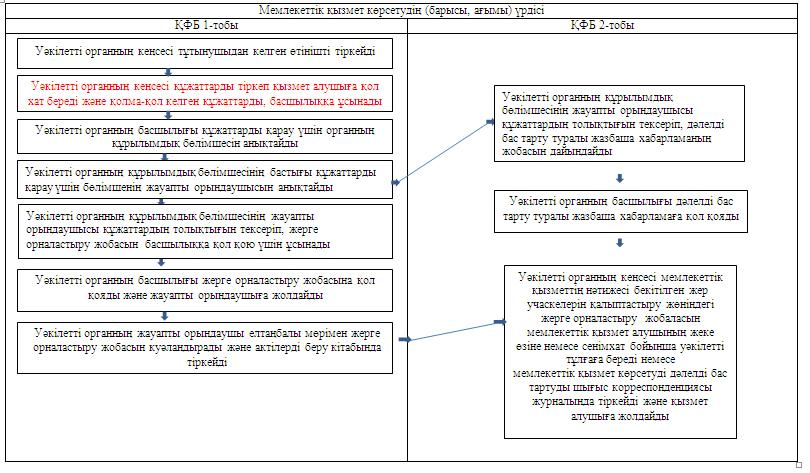 Мемлекеттік қызмет көрсетудің (барысы, ағымы) үрдісі
ҚФБ 1-тобы
ҚФБ 2-тобы
Уәкілетті органның кеңсесі тұтынушыдан келген өтінішті тіркейді
Уәкілетті органның кеңсесі құжаттарды тіркеп қызмет алушыға қол
хат береді және қолма-қол келген құжаттарды, басшылыққа ұсынады
Уәкілетті органның басшылығы құжаттарды қарау үшін органның
құрылымдық бөлімшесін анықтайды
Уәкілетті органның құрылымдық бөлімшесінің бастығы құжаттарды
қарау үшін бөлімшенің жауапты орындаушысын анықтайды
Уәкілетті органның құрылымдық бөлімшесінің жауапты
орындаушысы құжаттардың толықтығын тексеріп, жерге
орналастыру жобасын басшылыққа қол қою үшін ұсынады
Уәкілетті органның басшылығы жерге орналастыру жобасына қол
қояды және жауапты орындаушыға жолдайды
Уәкілетті органның жауапты орындаушы елтаңбалы мөрімен жерге
орналастыру жобасын куәландырады және актілерді беру кітабында
тіркейді
Уәкілетті органның құрылымдық
бөлімшесінің жауапты орындаушысы
құжаттардың толықтығын тексеріп, дәлелді
бас тарту туралы жазбаша хабарламаның
жобасын дайындайды
Уәкілетті органның басшылығы дәлелді бас
тарту туралы жазбаша хабарламаға қол қояды
Уәкілетті органның кеңсесі мемлекеттік
қызметтің нәтижесі бекітілген жер
учаскелерін қалыптастыру жөніндегі
жерге орналастыру жобаласын
мемлекеттік қызмет алушының жеке
өзіне немесе сенімхат бойынша уәкілетті
тұлғаға береді немесе
мемлекеттік қызмет көрсетуді дәлелді бас
тартуды шығыс корреспонденциясы
журналында тіркейді және қызмет
алушыға жолдайды